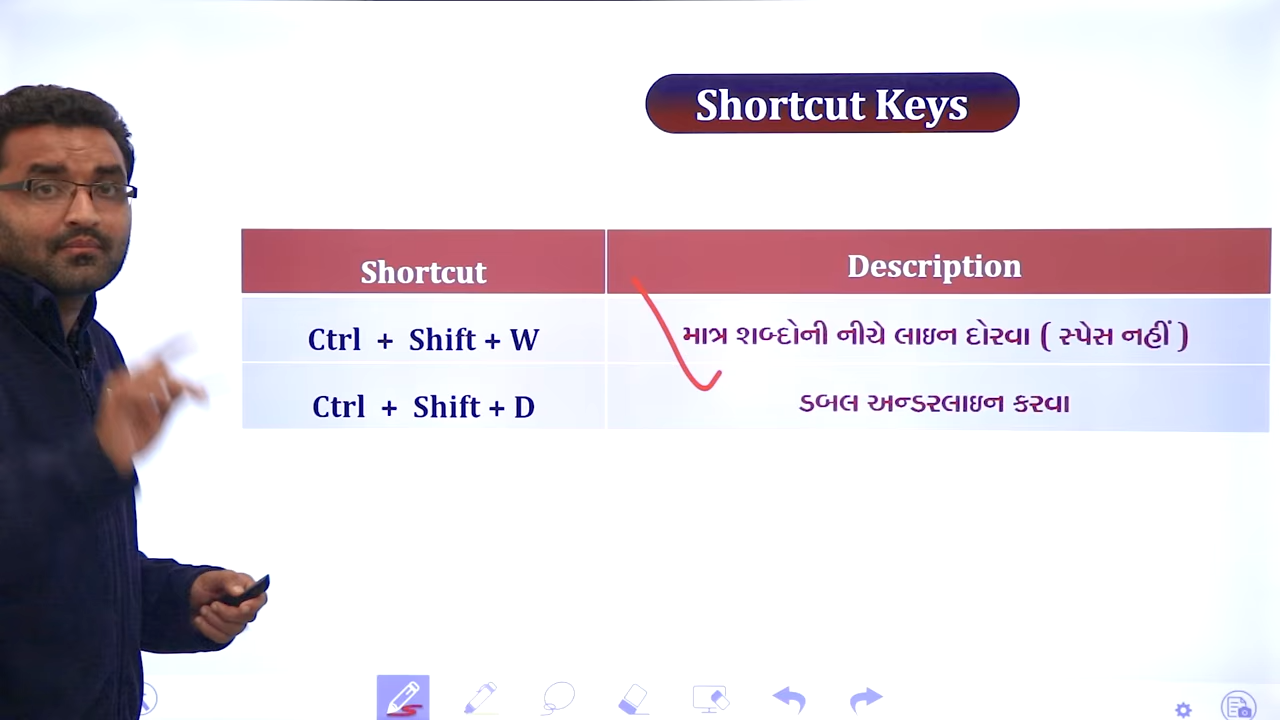 Shortcut Keys
Shortcut Description
Ctrl + Shift + W માત્ર શબ્દોની નીચે લાઇન દોરવા ( સ્પેસ નહીં )
Ctrl + Shift + D ડબલ અન્ડરલાઇન કરવા